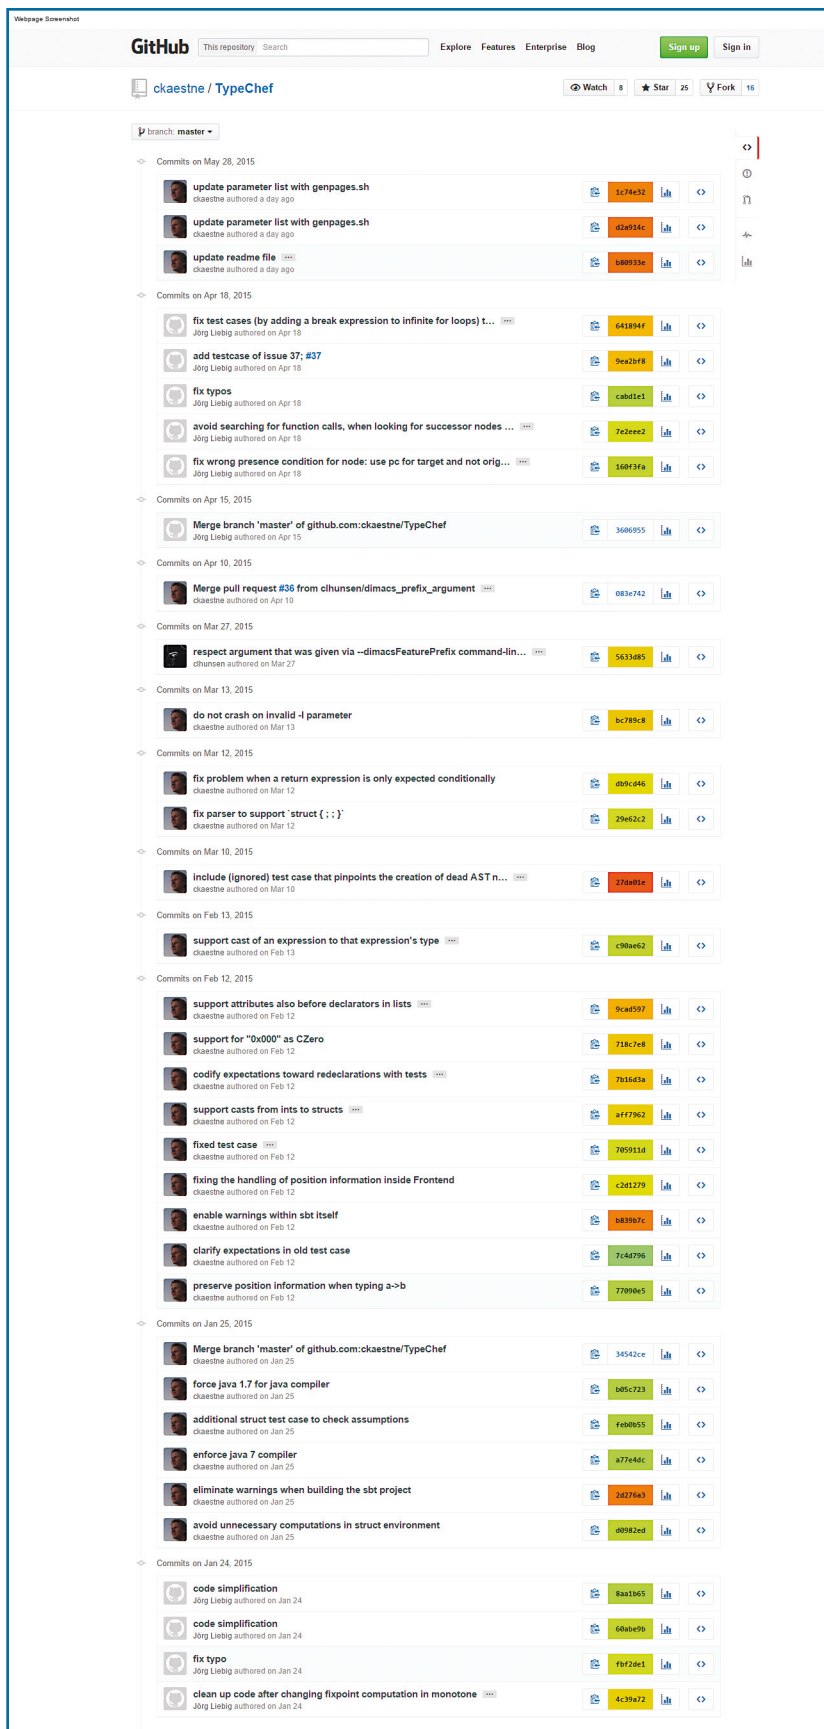 Webpage Screenshot
GitHub This repository Search Explore Features Enterprise Blog Sign up Sign in
ckaestne / TypeChef Watch 8 Star 25 Fork 16
branch: master
Commits on May 28, 2015
update parameter list with genpages.sh
ckaestne authored a day ago
1c74e32
update parameter list with genpages.sh
ckaestne authored a day ago
d2a914c
update readme file …
ckaestne authored a day ago
b80933e
Commits on Apr 18, 2015
fix test cases (by adding a break expression to infinite for loops) t… …
Jörg Liebig authored on Apr 18
641894f
add testcase of issue 37; #37
Jörg Liebig authored on Apr 18
9ea2bf8
fix typos
Jörg Liebig authored on Apr 18
cabd1e1
avoid searching for function calls, when looking for successor nodes … …
Jörg Liebig authored on Apr 18
7e2eee2
fix wrong presence condition for node: use pc for target and not orig… …
Jörg Liebig authored on Apr 18
160f3fa
Commits on Apr 15, 2015
Merge branch 'master' of github.com:ckaestne/TypeChef
Jörg Liebig authored on Apr 15
3606955
Commits on Apr 10, 2015
Merge pull request #36 from clhunsen/dimacs_prefix_argument …
ckaestne authored on Apr 10
083e742
Commits on Mar 27, 2015
respect argument that was given via --dimacsFeaturePrefix command-lin… …
clhunsen authored on Mar 27
5633d85
Commits on Mar 13, 2015
do not crash on invalid -I parameter
ckaestne authored on Mar 13
bc789c8
Commits on Mar 12, 2015
fix problem when a return expression is only expected conditionally
ckaestne authored on Mar 12
db9cd46
fix parser to support `struct { ; ; }`
ckaestne authored on Mar 12
29e62c2
Commits on Mar 10, 2015
include (ignored) test case that pinpoints the creation of dead AST n… …
ckaestne authored on Mar 10
27da01e
Commits on Feb 13, 2015
support cast of an expression to that expression's type …
ckaestne authored on Feb 13
c90ae62
Commits on Feb 12, 2015
support attributes also before declarators in lists …
ckaestne authored on Feb 12
9cad597
support for "0x000" as CZero
ckaestne authored on Feb 12
718c7e8
codify expectations toward redeclarations with tests …
ckaestne authored on Feb 12
7b16d3a
support casts from ints to structs …
ckaestne authored on Feb 12
aff7962
fixed test case …
ckaestne authored on Feb 12
705911d
fixing the handling of position information inside Frontend
ckaestne authored on Feb 12
c2d1279
enable warnings within sbt itself
ckaestne authored on Feb 12
b839b7c
clarify expectations in old test case
ckaestne authored on Feb 12
7c4d796
preserve position information when typing a->b
ckaestne authored on Feb 12
77090e5
Commits on Jan 25, 2015
Merge branch 'master' of github.com:ckaestne/TypeChef
ckaestne authored on Jan 25
34542ce
force java 1.7 for java compiler
ckaestne authored on Jan 25
b05c723
additional struct test case to check assumptions
ckaestne authored on Jan 25
feb0b55
enforce java 7 compiler
ckaestne authored on Jan 25
a77e4dc
eliminate warnings when building the sbt project
ckaestne authored on Jan 25
2d276a3
avoid unnecessary computations in struct environment
ckaestne authored on Jan 25
d0982ed
Commits on Jan 24, 2015
code simplification
Jörg Liebig authored on Jan 24
8aa1b65
code simplification
Jörg Liebig authored on Jan 24
60abe9b
fix typo
Jörg Liebig authored on Jan 24
fbf2de1
clean up code after changing fixpoint computation in monotone …
Jörg Liebig authored on Jan 24
4c39a72